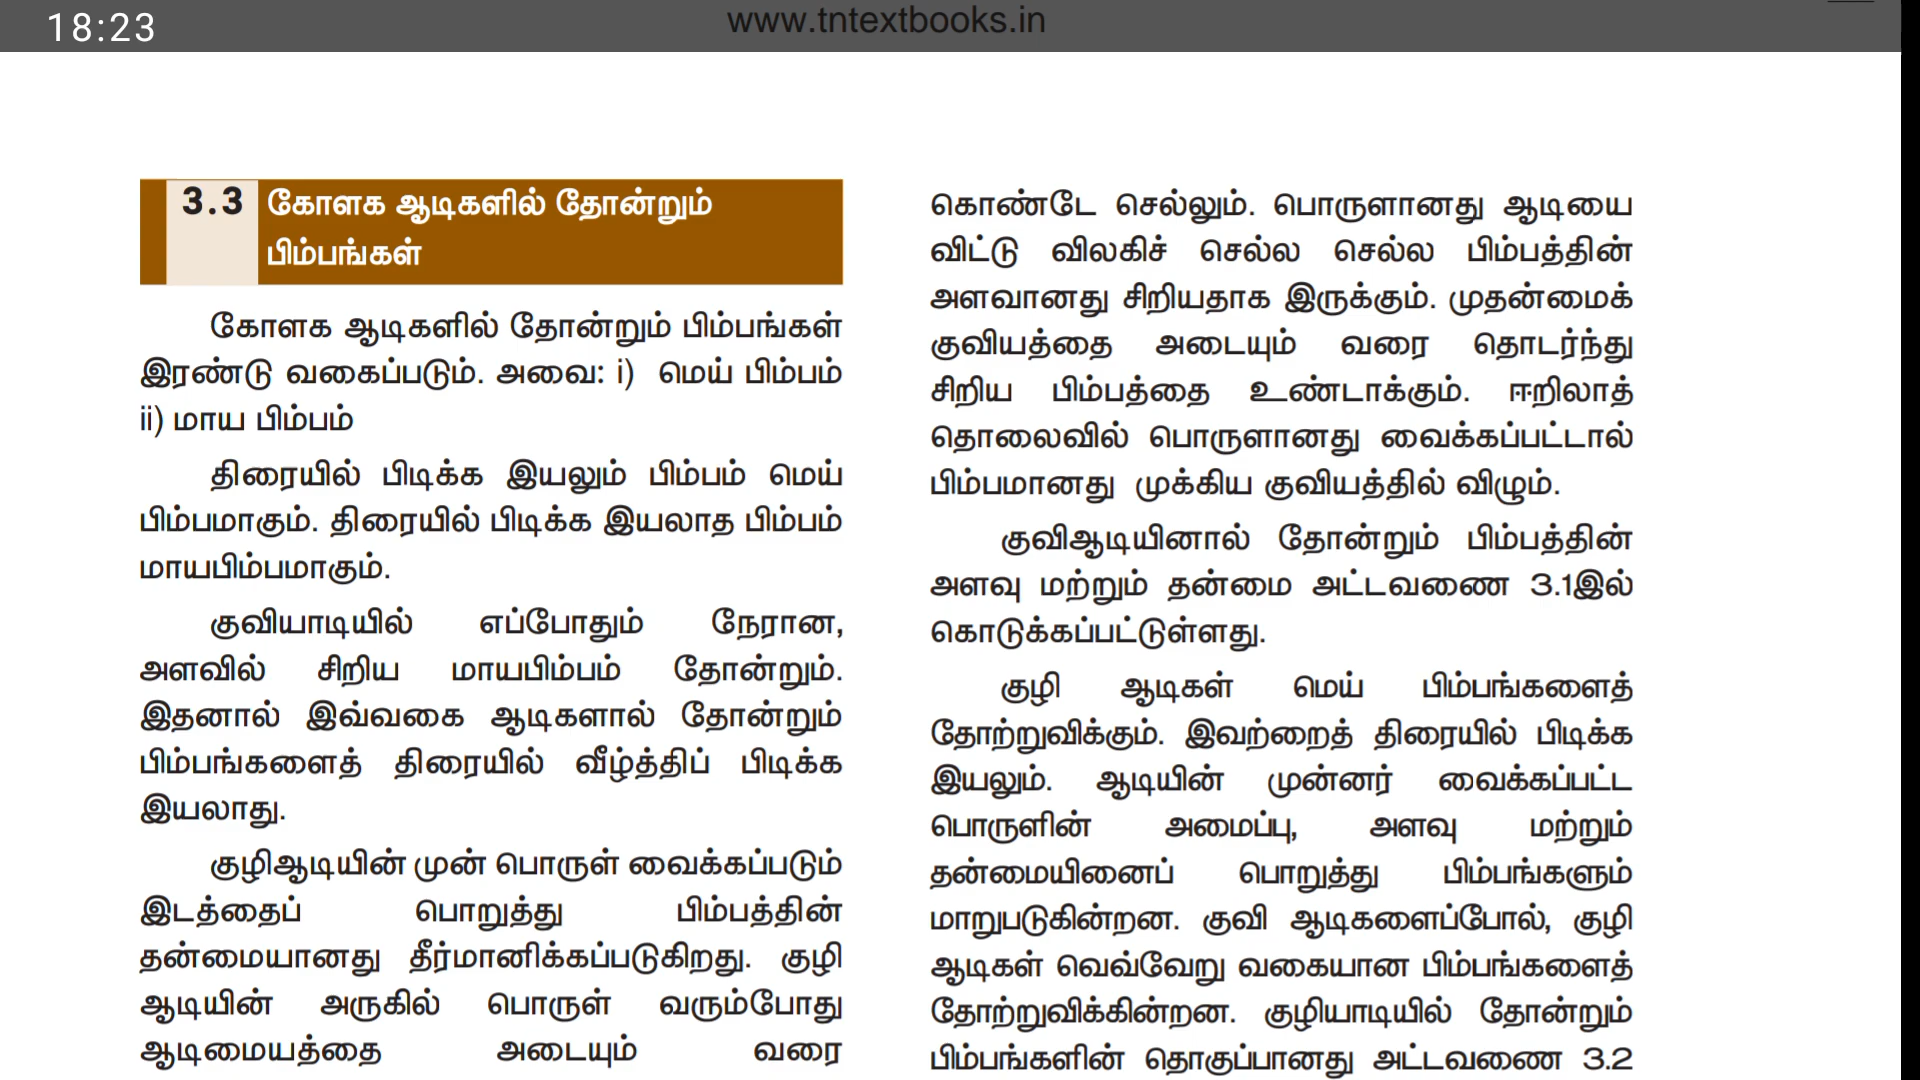 www.tntextbooks.in
18:23
3.3 கோளக ஆடிகளில் தோன்றும்
பிம்பங்கள்
கோளக ஆடிகளில் தோன்றும் பிம்பங்கள்
இரண்டு வகைப்படும். அவை: i) மெய் பிம்பம்
ii) மாய பிம்பம்
திரையில் பிடிக்க இயலும் பிம்பம் மெய்
பிம்பமாகும். திரையில் பிடிக்க இயலாத பிம்பம்
மாயபிம்பமாகும்.
குவியாடியில் எப்போதும் நேரான,
அளவில் சிறிய மாயபிம்பம் தோன்றும்.
இதனால் இவ்வகை ஆடிகளால் தோன்றும்
பிம்பங்களைத் திரையில் வீழ்த்திப் பிடிக்க
இயலாது.
குழிஆடியின் முன் பொருள் வைக்கப்படும்
இடத்தைப் பொறுத்து பிம்பத்தின்
தன்மையானது தீர்மானிக்கப்படுகிறது. குழி
ஆடியின் அருகில் பொருள் வரும்போது
ஆடிமையத்தை அடையும் வரை
கொண்டே செல்லும். பொருளானது ஆடியை
விட்டு விலகிச் செல்ல செல்ல பிம்பத்தின்
அளவானது சிறியதாக இருக்கும். முதன்மைக்
குவியத்தை அடையும் வரை தொடர்ந்து
சிறிய பிம்பத்தை உண்டாக்கும். ஈறிலாத்
தொலைவில் பொருளானது வைக்கப்பட்டால்
பிம்பமானது முக்கிய குவியத்தில் விழும்.
குவிஆடியினால் தோன்றும் பிம்பத்தின்
அளவு மற்றும் தன்மை அட்டவணை 3.1இல்
கொடுக்கப்பட்டுள்ளது.
குழி ஆடிகள் மெய் பிம்பங்களைத்
தோற்றுவிக்கும். இவற்றைத் திரையில் பிடிக்க
இயலும். ஆடியின் முன்னர் வைக்கப்பட்ட
பொருளின் அமைப்பு, அளவு மற்றும்
தன்மையினைப் பொறுத்து பிம்பங்களும்
மாறுபடுகின்றன. குவி ஆடிகளைப்போல், குழி
ஆடிகள் வெவ்வேறு வகையான பிம்பங்களைத்
தோற்றுவிக்கின்றன. குழியாடியில் தோன்றும்
பிம்பங்களின் தொகுப்பானது அட்டவணை 3.2